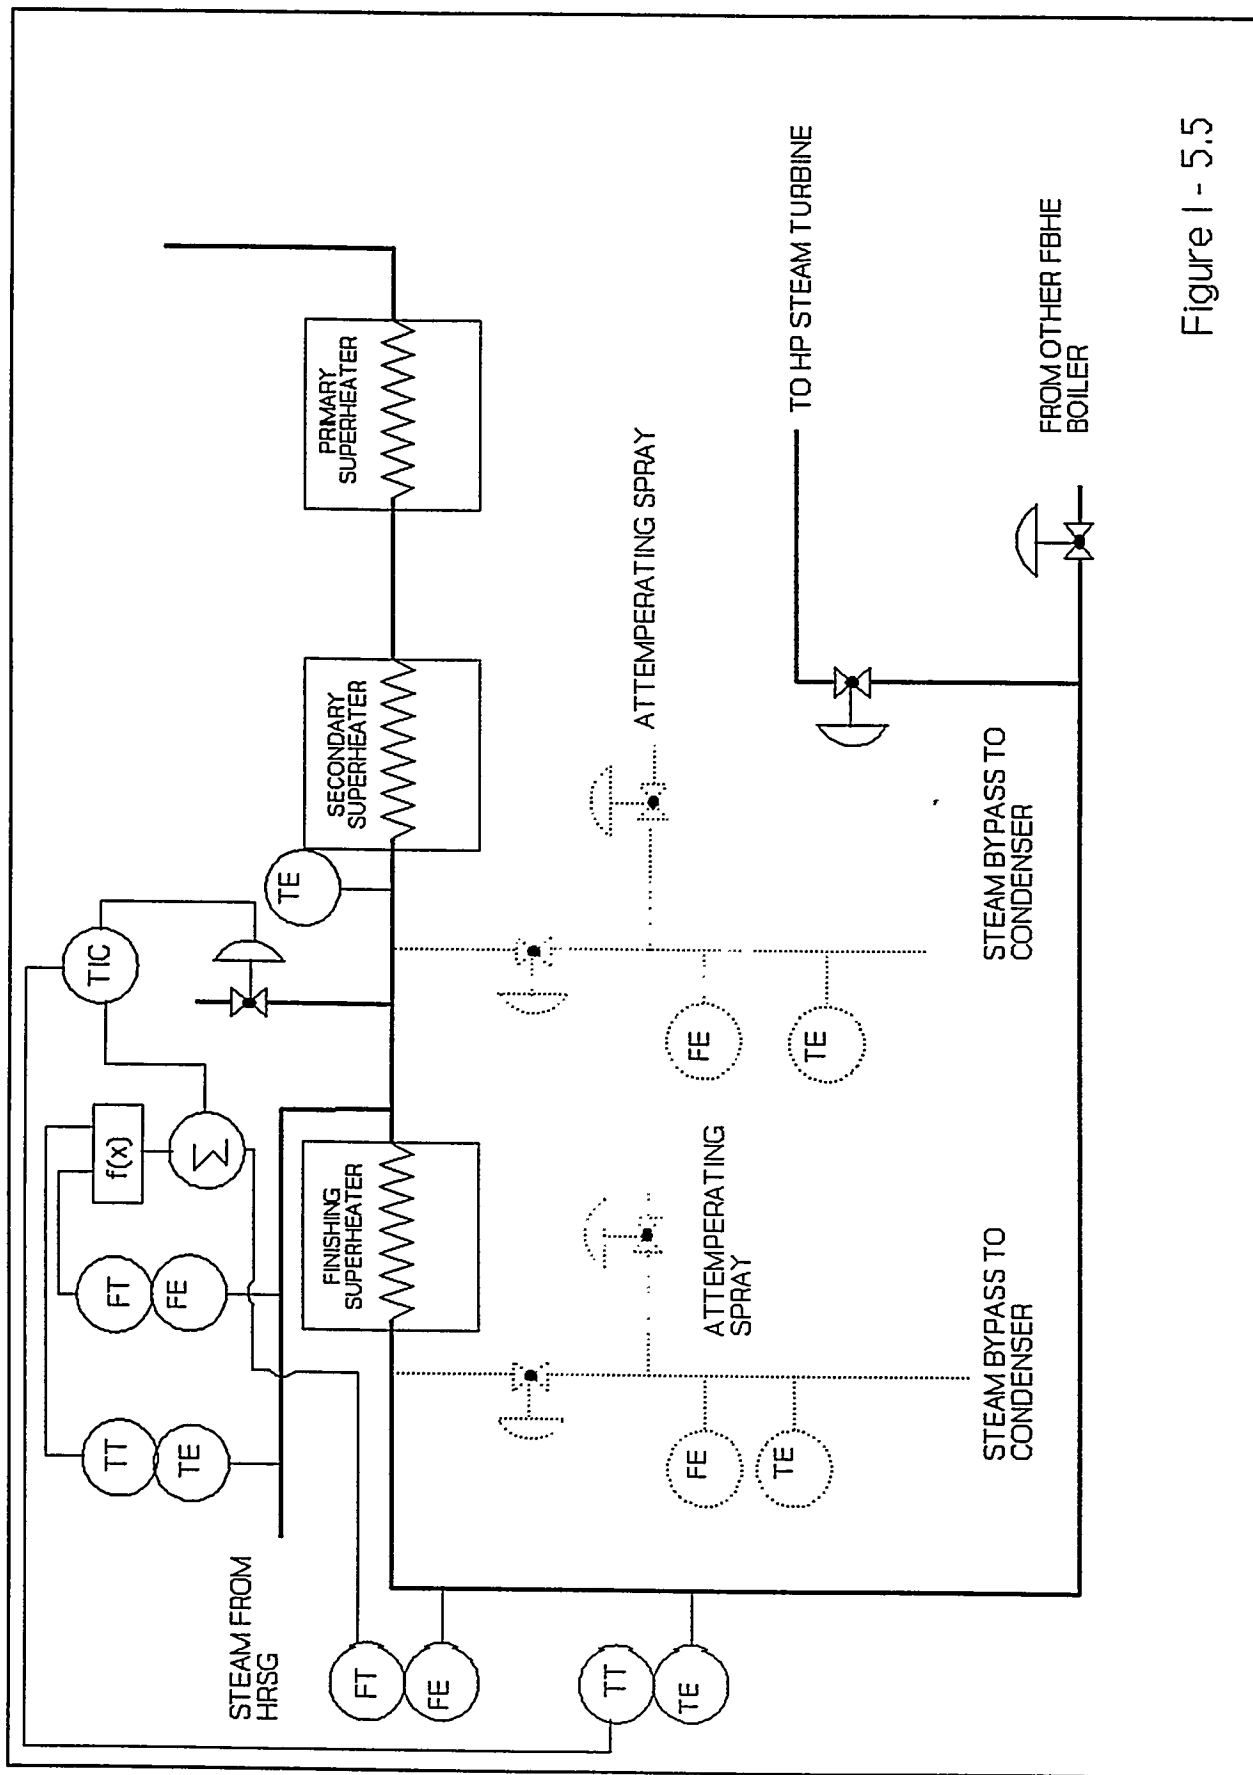 STEAM FROM
HRSG
TT
TE
FT
FE
f(x)
Σ
TIC
TE
FINISHING
SUPERHEATER
SECONDARY
SUPERHEATER
PRIMARY
SUPERHEATER
FT
FE
TT
TE
FE
TE
ATTEMPERATING
SPRAY
FE
TE
ATTEMPERATING SPRAY
TO HP STEAM TURBINE
STEAM BYPASS TO
CONDENSER
STEAM BYPASS TO
CONDENSER
FROM OTHER FBHE
BOILER
Figure I - 5.5